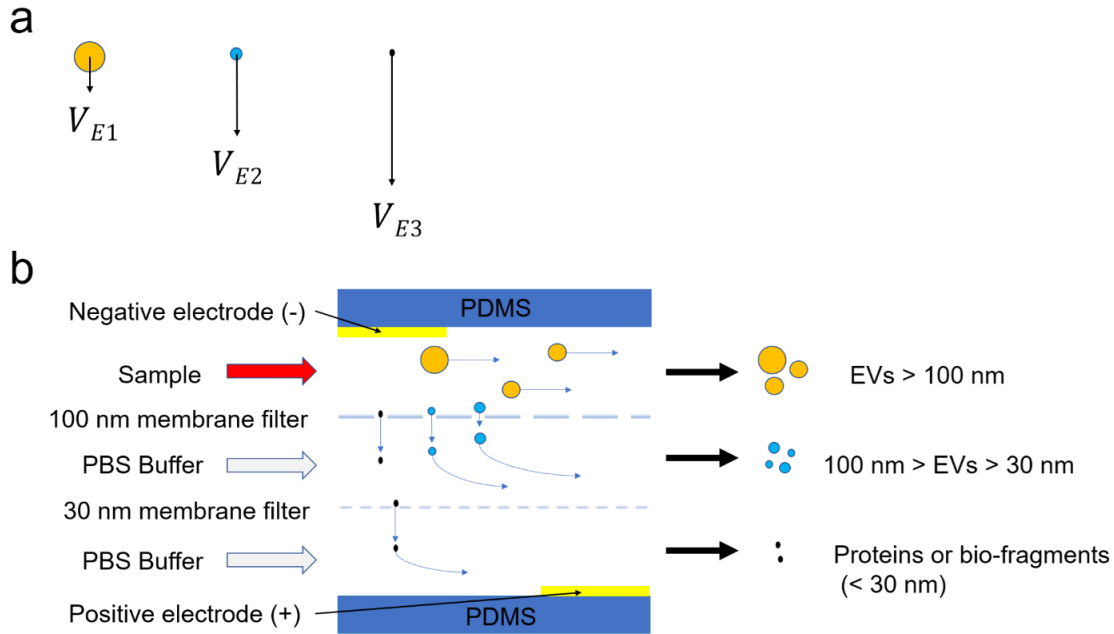 a
V_E1
V_E2
V_E3
b
Negative electrode (-)
PDMS
Sample
EVs > 100 nm
100 nm membrane filter
PBS Buffer
100 nm > EVs > 30 nm
30 nm membrane filter
PBS Buffer
Proteins or bio-fragments
(< 30 nm)
Positive electrode (+)
PDMS